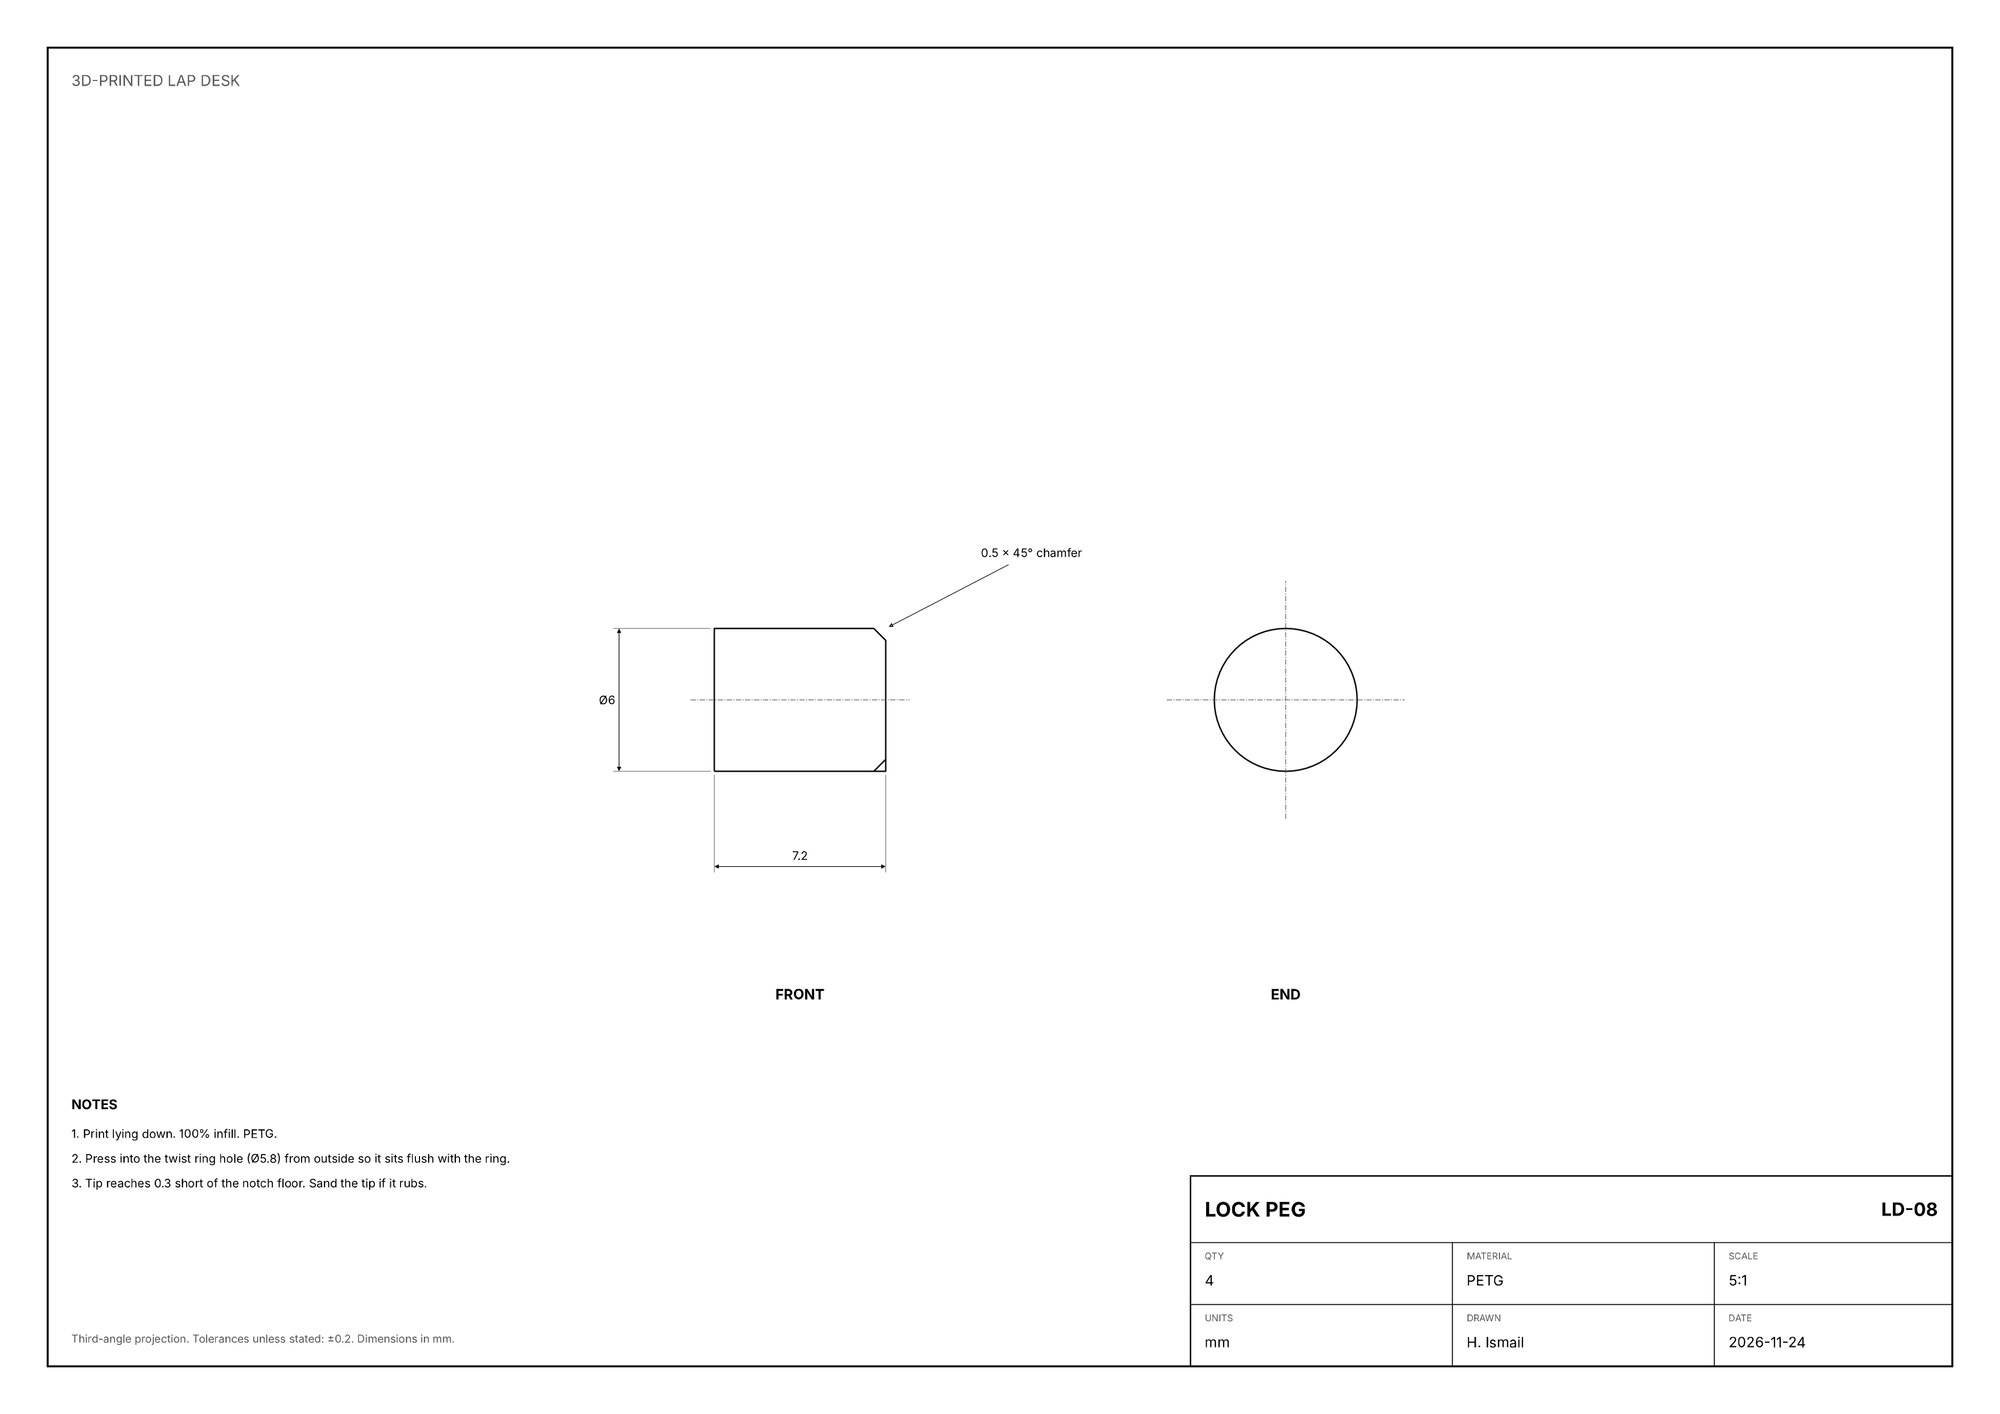 3D-PRINTED LAP DESK
0.5 × 45° chamfer
Ø6
7.2
FRONT
END
NOTES
1. Print lying down. 100% infill. PETG.
2. Press into the twist ring hole (Ø5.8) from outside so it sits flush with the ring.
3. Tip reaches 0.3 short of the notch floor. Sand the tip if it rubs.
LOCK PEG
LD-08
QTY
MATERIAL
SCALE
4
PETG
5:1
UNITS
DRAWN
DATE
mm
H. Ismail
2026-11-24
Third-angle projection. Tolerances unless stated: ±0.2. Dimensions in mm.